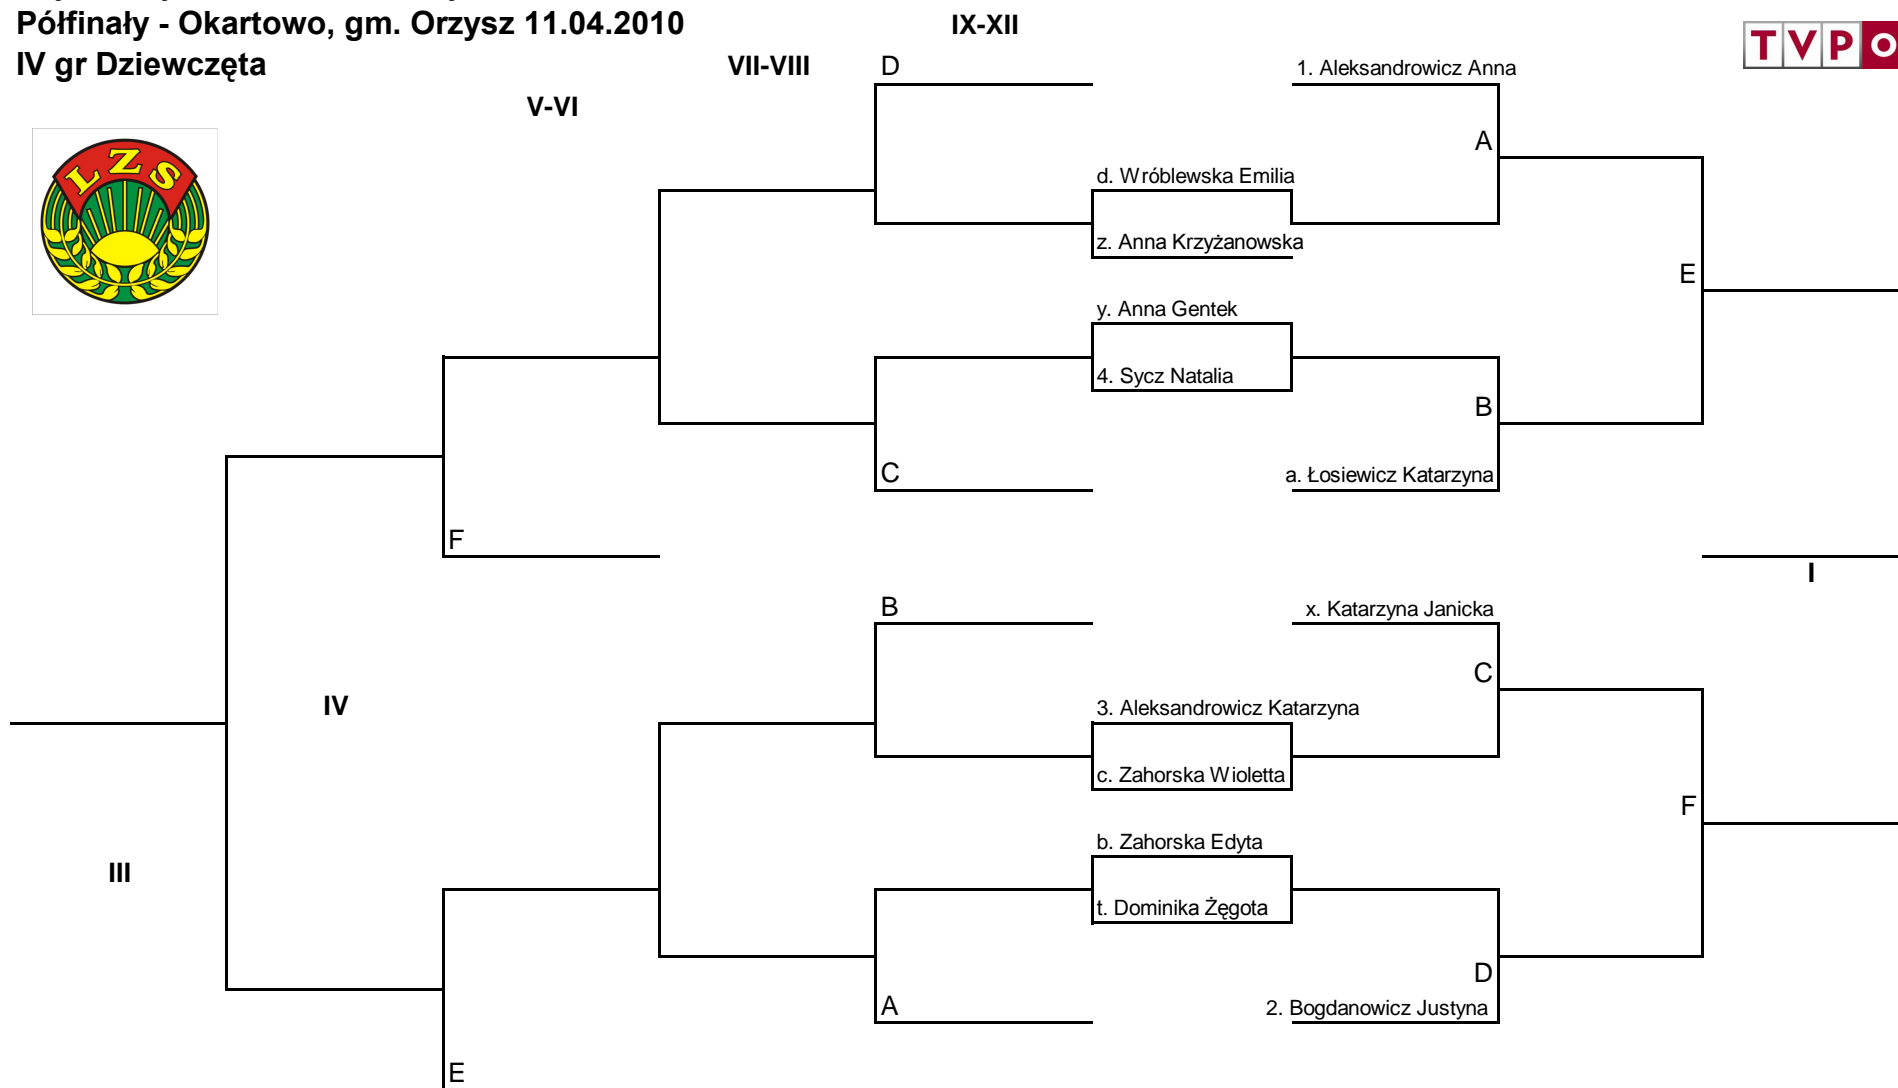 Półfinały - Okartowo, gm. Orzysz 11.04.2010
IX-XII
IV gr Dziewczęta
VII-VIII
D
1. Aleksandrowicz Anna
TVPO
V-VI
A
LZS
d. Wróblewska Emilia
z. Anna Krzyżanowska
E
y. Anna Gentek
4. Sycz Natalia
B
C
a. Łosiewicz Katarzyna
F
I
B
x. Katarzyna Janicka
C
IV
3. Aleksandrowicz Katarzyna
c. Zahorska Wioletta
F
b. Zahorska Edyta
III
t. Dominika Żęgota
D
A
2. Bogdanowicz Justyna
E